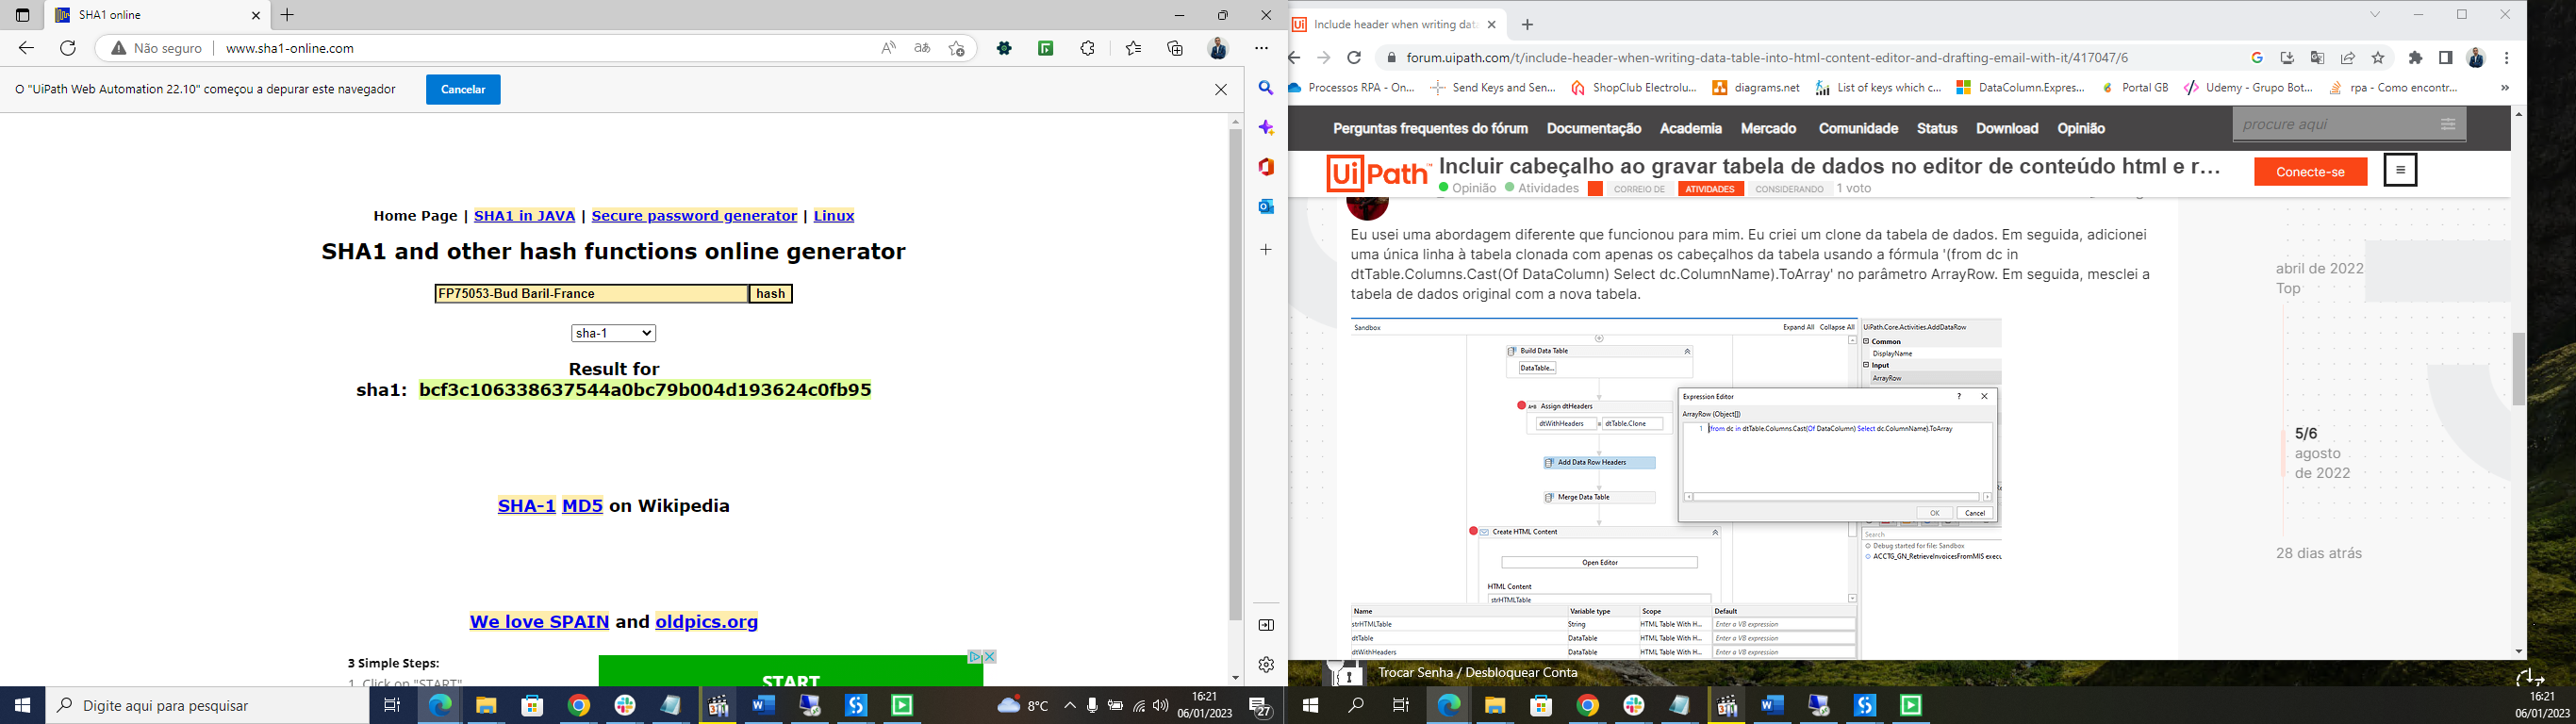 SHA1 online
Não seguro | www.sha1-online.com
O "UiPath Web Automation 22.10" começou a depurar este navegador
Cancelar
Home Page | SHA1 in JAVA | Secure password generator | Linux
SHA1 and other hash functions online generator
FP75053-Bud Baril-France
hash
sha-1
Result for
sha1: bcf3c106338637544a0bc79b004d193624c0fb95
SHA-1 MD5 on Wikipedia
We love SPAIN and oldpics.org
3 Simple Steps:
1. Click on "START"
START
Digite aqui para pesquisar
8°C
16:21
06/01/2023
27
Include header when writing data
forum.uipath.com/t/include-header-when-writing-data-table-into-html-content-editor-and-drafting-email-with-it/417047/6
Processos RPA - On...
Send Keys and Sen...
ShopClub Electrolu...
diagrams.net
List of keys which c...
DataColumn.Expres...
Portal GB
Udemy - Grupo Bot...
rpa - Como encontr...
»
Perguntas frequentes do fórum
Documentação
Academia
Mercado
Comunidade
Status
Download
Opinião
procure aqui
UiPath
Incluir cabeçalho ao gravar tabela de dados no editor de conteúdo html e r...
Opinião
Atividades
CORREIO DE
ATIVIDADES
CONSIDERANDO
1 voto
Conecte-se
Eu usei uma abordagem diferente que funcionou para mim. Eu criei um clone da tabela de dados. Em seguida, adicionei
uma única linha à tabela clonada com apenas os cabeçalhos da tabela usando a fórmula '(from dc in
dtTable.Columns.Cast(Of DataColumn) Select dc.ColumnName).ToArray' no parâmetro ArrayRow. Em seguida, mesclei a
tabela de dados original com a nova tabela.
Sandbox
Expand All
Collapse All
Build Data Table
DataTable...
Assign dtHeaders
dtWithHeaders = dtTable.Clone
Add Data Row Headers
Merge Data Table
Create HTML Content
Open Editor
HTML Content
strHTMLTable
Name
Variable type
Scope
Default
strHTMLTable
String
HTML Table With H...
Enter a VB expression
dtTable
DataTable
HTML Table With H...
Enter a VB expression
dtWithHeaders
DataTable
HTML Table With H...
Enter a VB expression
UiPath.Core.Activities.AddDataRow
Common
DisplayName
Input
ArrayRow
Expression Editor
ArrayRow (Object[])
1 (from dc in dtTable.Columns.Cast(Of DataColumn) Select dc.ColumnName).ToArray
OK
Cancel
Search
Debug started for file: Sandbox
ACCTG_GN_RetrieveInvoicesFromMIS execu
abril de 2022
Top
5/6
agosto
de 2022
28 dias atrás
Trocar Senha / Desbloquear Conta
16:21
06/01/2023